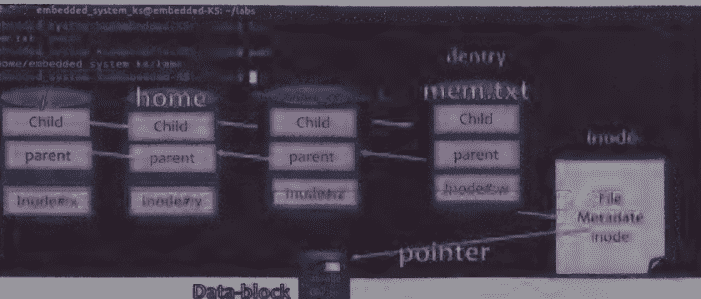 embedded_system_ks@embedded-KS: ~/labs
dentry
home
mem.txt
Child
Child
Child
Child
parent
parent
parent
parent
Inode#:x
Inode#:y
Inode#:z
Inode#:w
Inode
File
Metadate
inode
pointer
Data-block